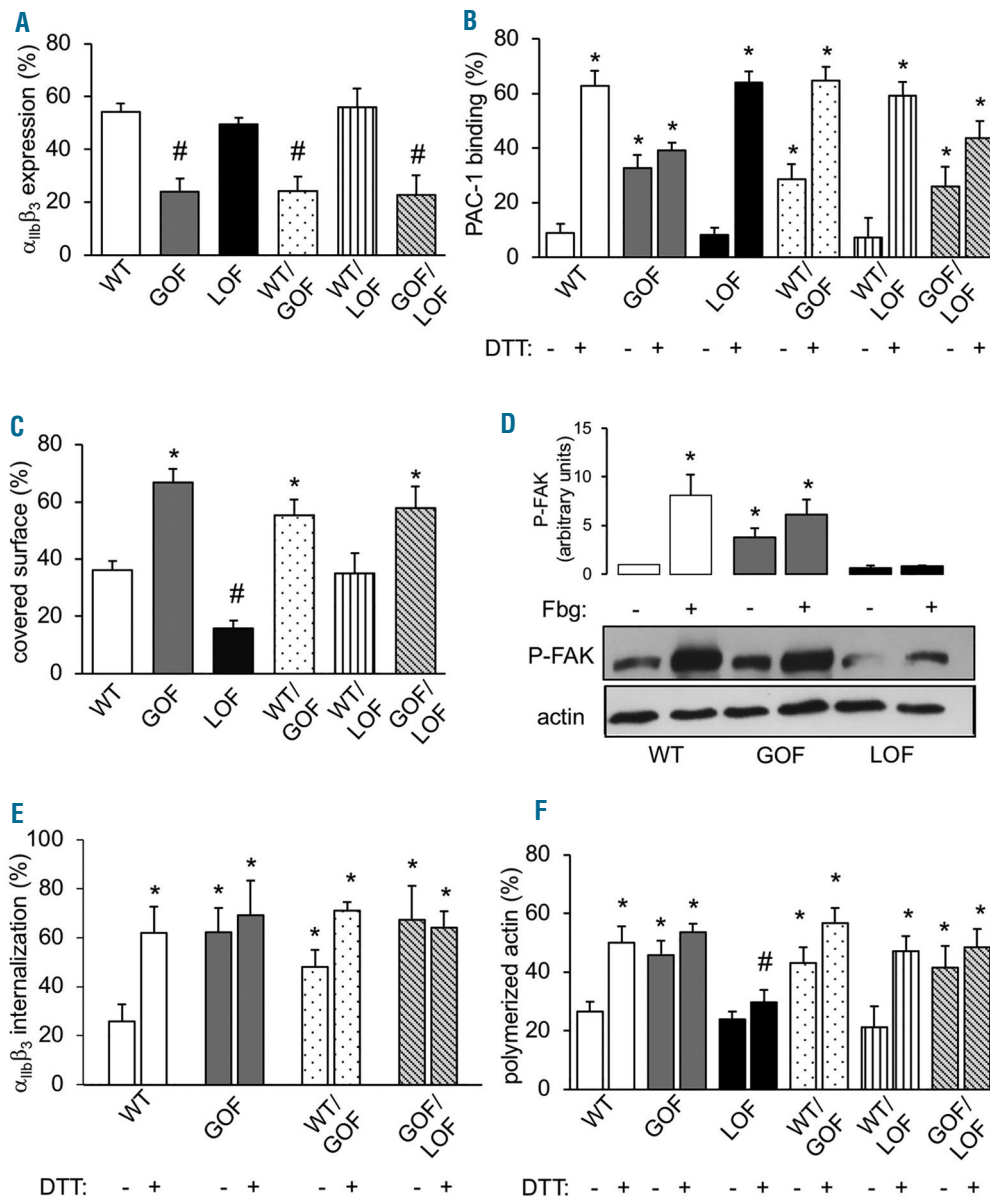 A
αIIbβ3 expression (%)
80
60
40
20
0
# # #
WT GOF LOF WT/GOF WT/LOF GOF/LOF
B
PAC-1 binding (%)
80
60
40
20
0
* * * * * * * * *
WT GOF LOF WT/GOF WT/LOF GOF/LOF
DTT: - + - + - + - + - + - +
C
covered surface (%)
80
60
40
20
0
* # * *
WT GOF LOF WT/GOF WT/LOF GOF/LOF
D
P-FAK
(arbitrary units)
15
10
5
0
* * *
Fbg: - + - + - +
P-FAK
actin
WT GOF LOF
E
αIIbβ3 internalization (%)
100
80
60
40
20
0
* * * * * * *
WT GOF WT/GOF GOF/LOF
DTT: - + - + - + - +
F
polymerized actin (%)
80
60
40
20
0
* * * # * * * * *
WT GOF LOF WT/GOF WT/LOF GOF/LOF
DTT: - + - + - + - + - + - +